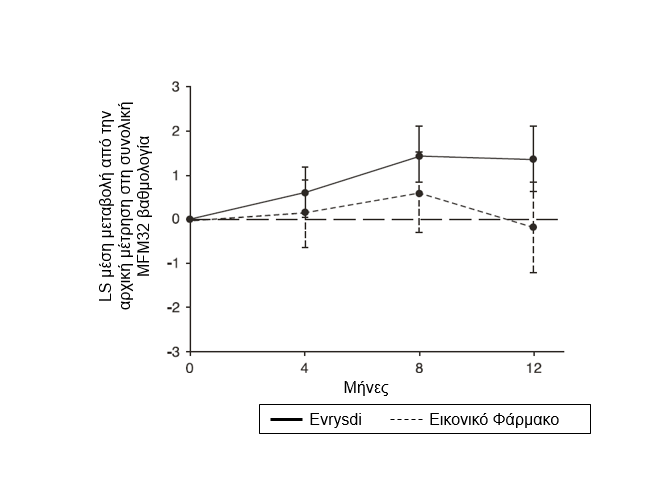 LS μέση μεταβολή από την
αρχική μέτρηση στη συνολική
MFM32 βαθμολογία
3
2
1
0
-1
-2
-3
0 4 8 12
Μήνες
Evrysdi Εικονικό Φάρμακο